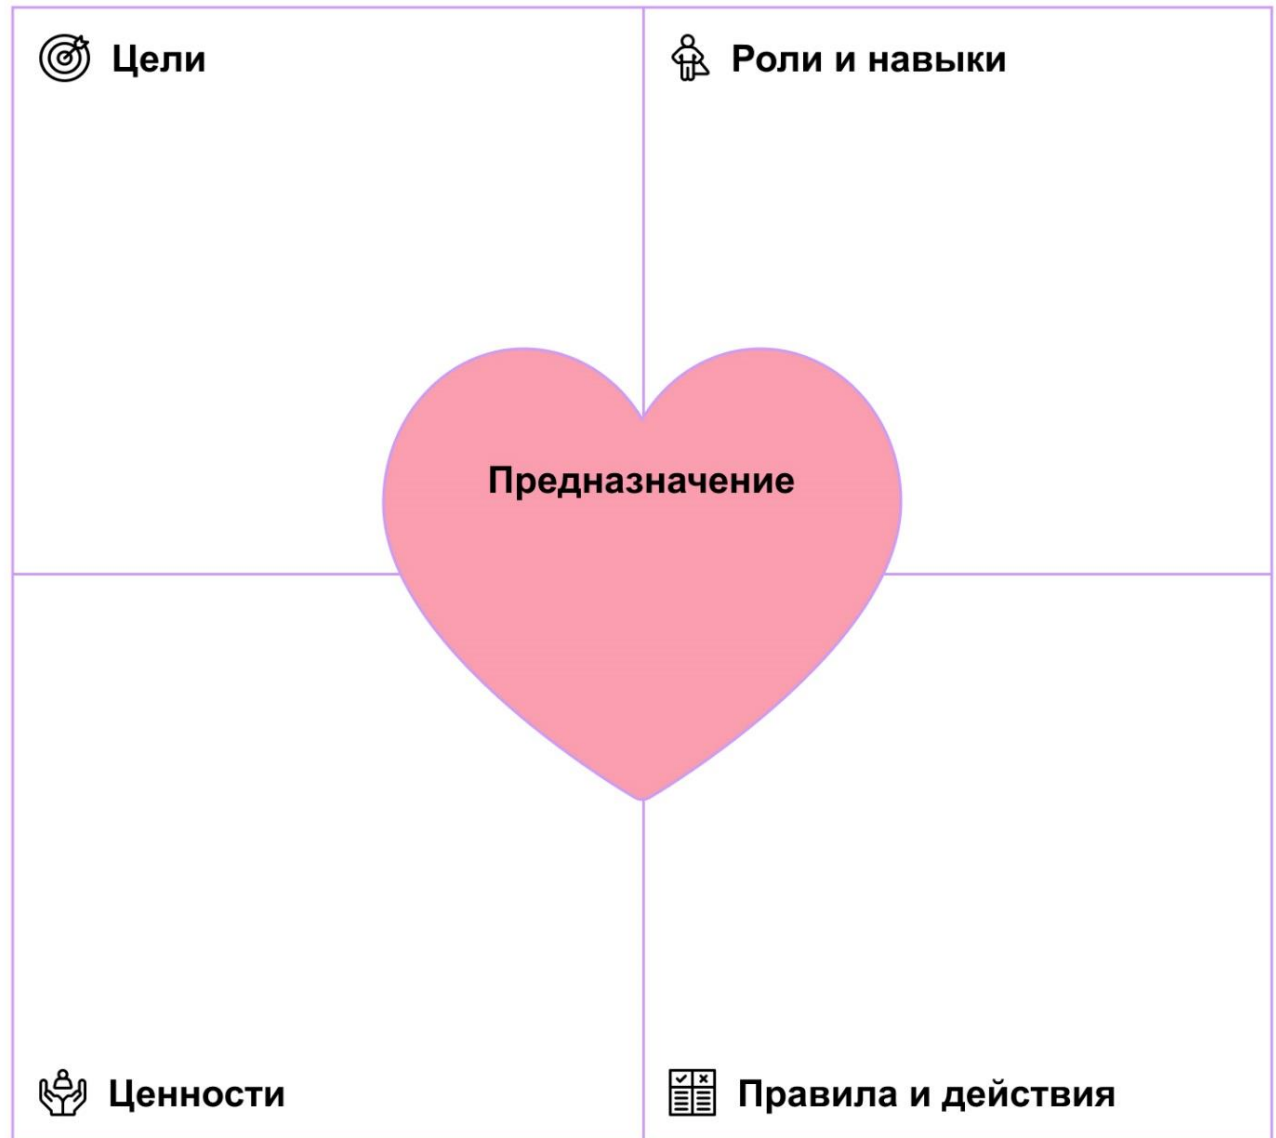 Цели
Роли и навыки
Предназначение
Ценности
Правила и действия